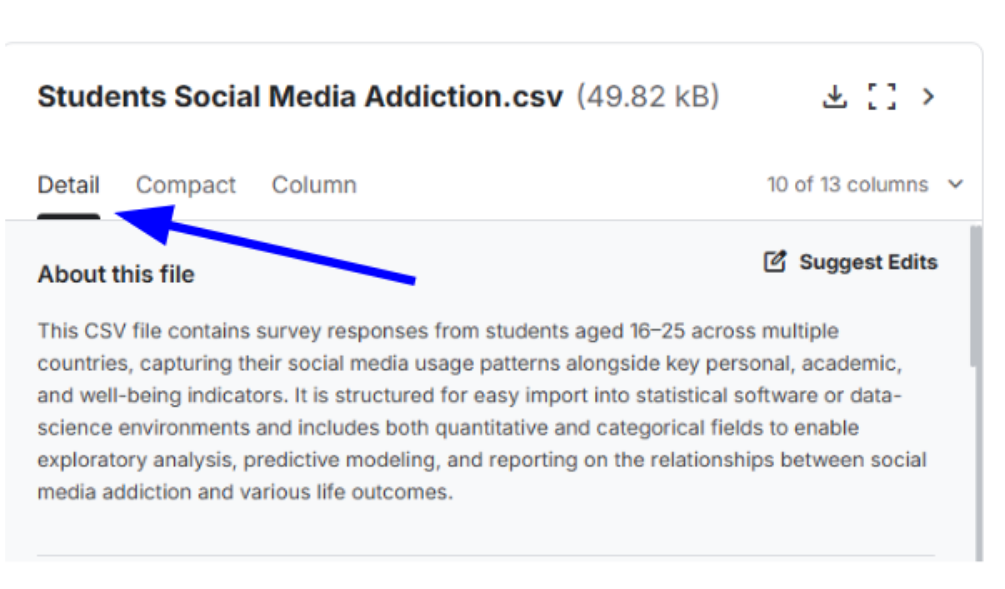 Students Social Media Addiction.csv (49.82 kB)
Detail Compact Column 10 of 13 columns
About this file
Suggest Edits
This CSV file contains survey responses from students aged 16–25 across multiple
countries, capturing their social media usage patterns alongside key personal, academic,
and well-being indicators. It is structured for easy import into statistical software or data-
science environments and includes both quantitative and categorical fields to enable
exploratory analysis, predictive modeling, and reporting on the relationships between social
media addiction and various life outcomes.